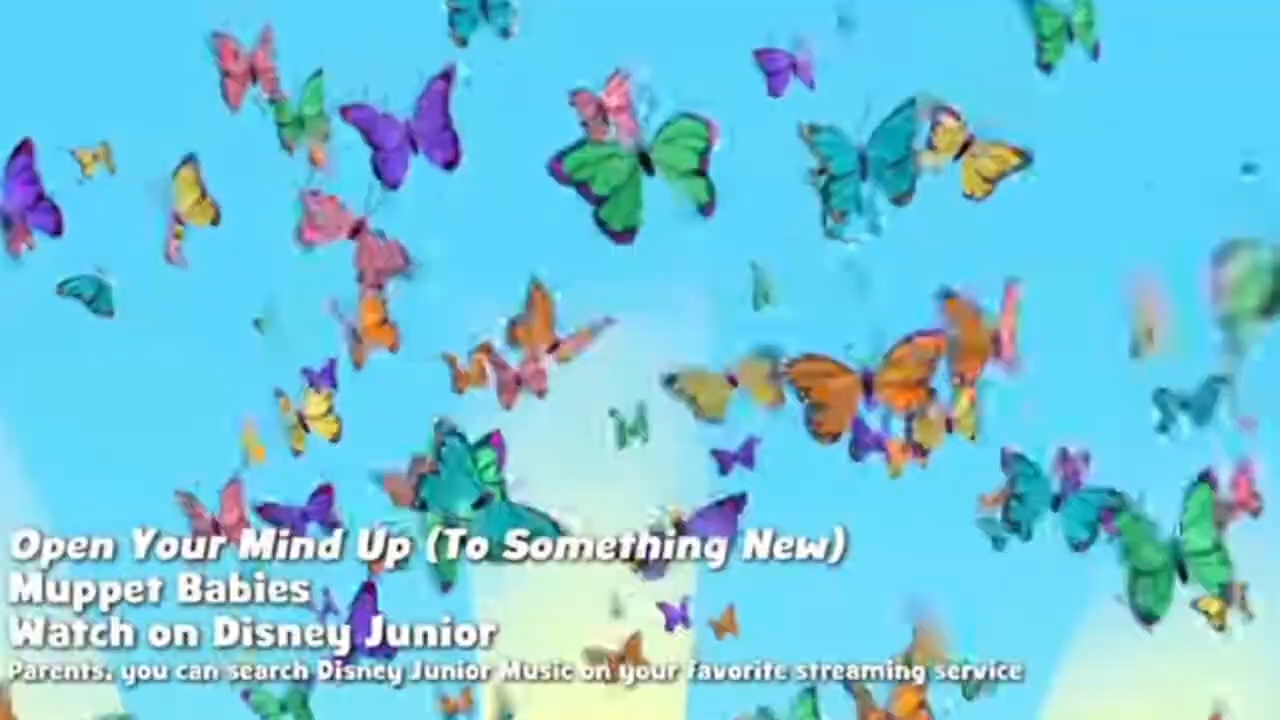 Open Your Mind Up (To Something New)
Muppet Babies
Watch on Disney Junior
Parents, you can search Disney Junior Music on your favorite streaming service